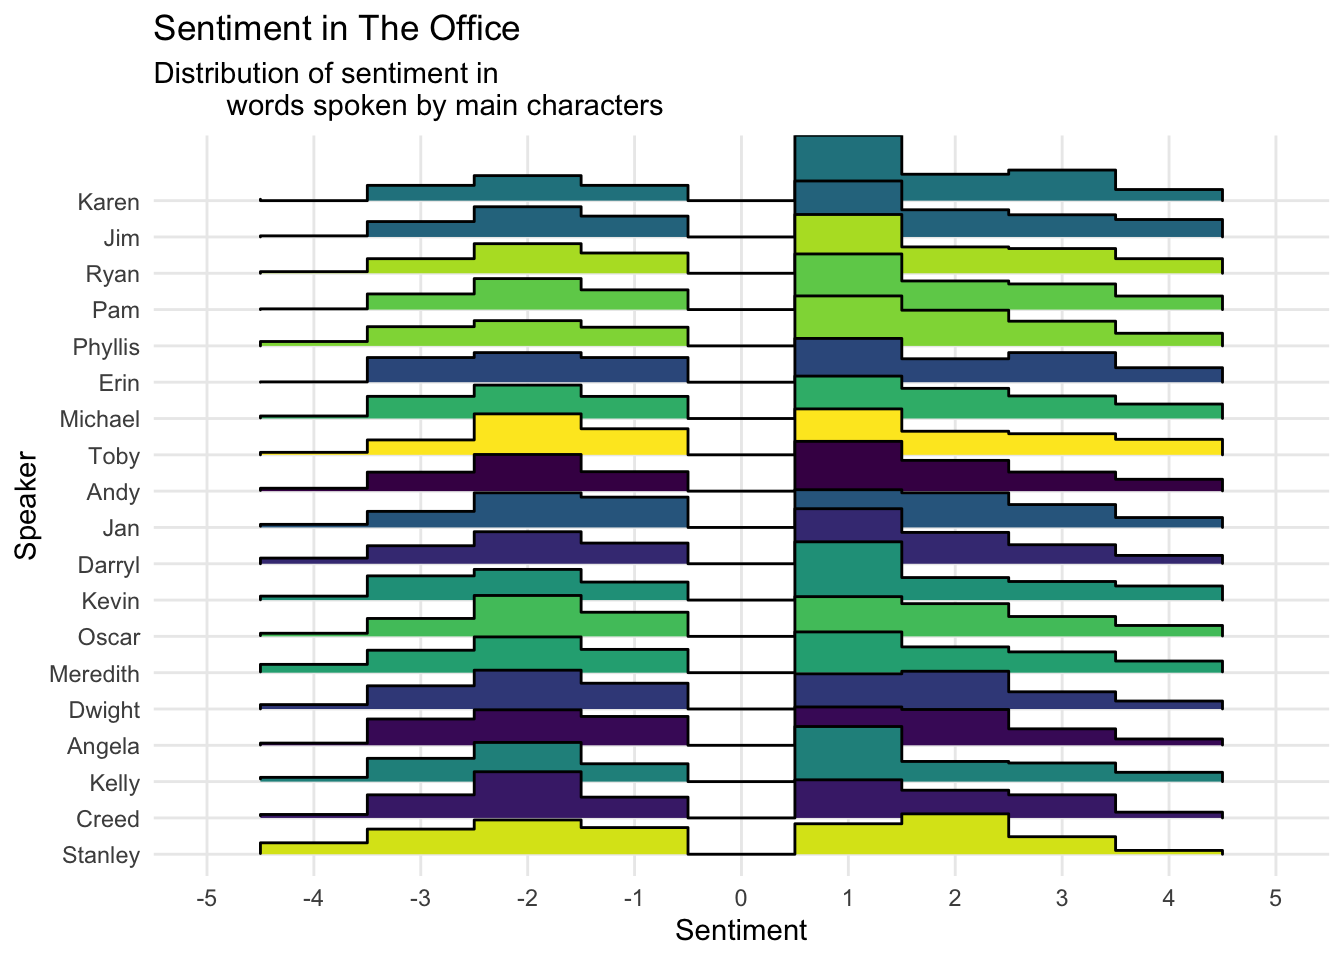 Sentiment in The Office
Distribution of sentiment in
words spoken by main characters
Speaker
Karen
Jim
Ryan
Pam
Phyllis
Erin
Michael
Toby
Andy
Jan
Darryl
Kevin
Oscar
Meredith
Dwight
Angela
Kelly
Creed
Stanley
-5 -4 -3 -2 -1 0 1 2 3 4 5
Sentiment